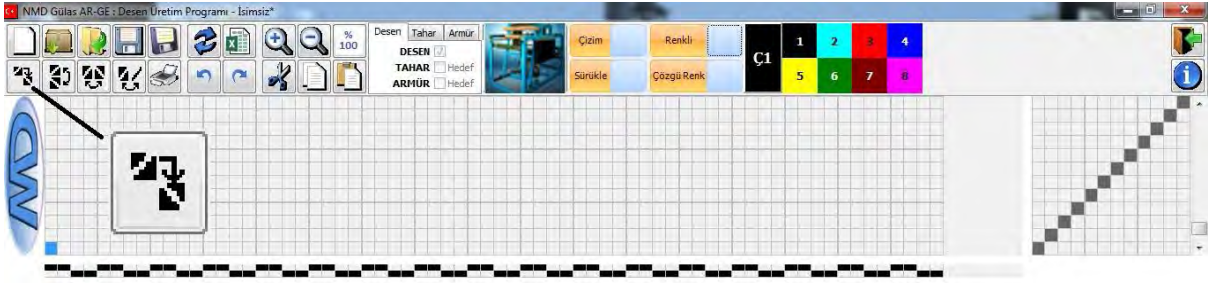 NMD Gülas AR-GE : Desen Üretim Programı - İsimsiz*
% 100
Desen Tahar Armür
DESEN
TAHAR Hedef
ARMÜR Hedef
Çizim
Renkli
Sürükle
Çözgü Renk
Ç1
1 2 3 4
5 6 7 8
NMD